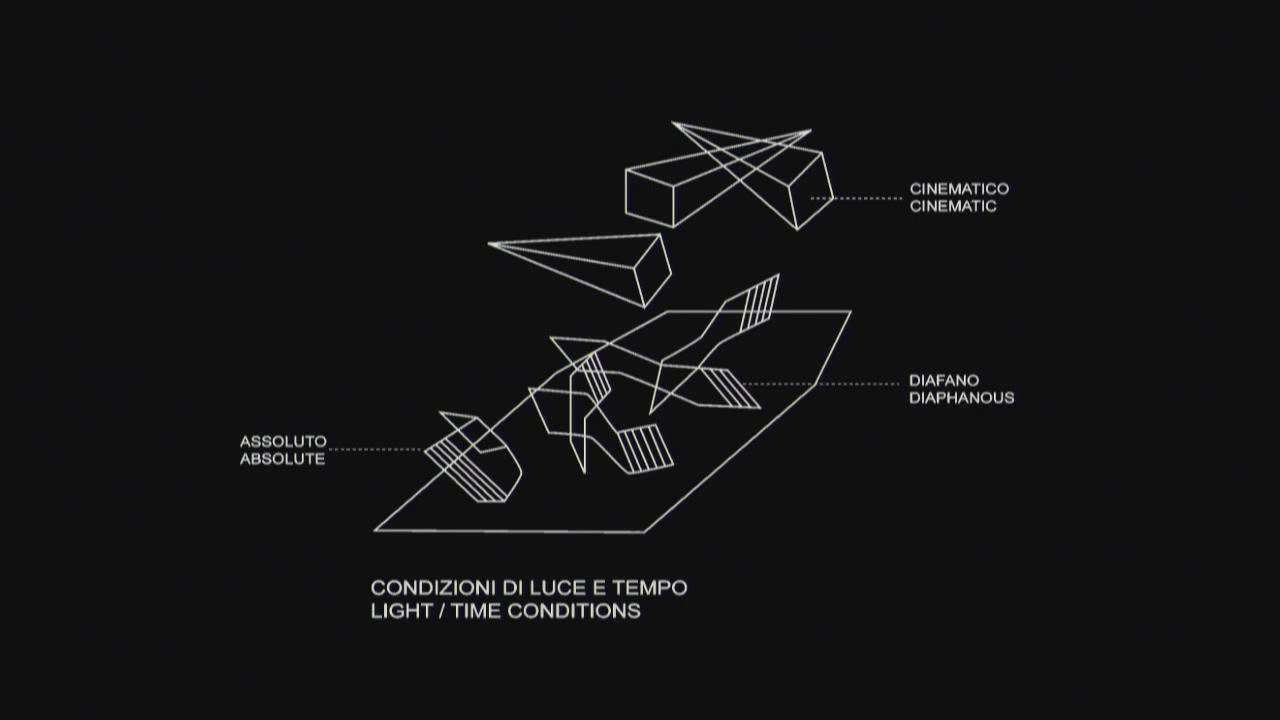 CINEMATICO
CINEMATIC
DIAFANO
DIAPHANOUS
ASSOLUTO
ABSOLUTE
CONDIZIONI DI LUCE E TEMPO
LIGHT / TIME CONDITIONS